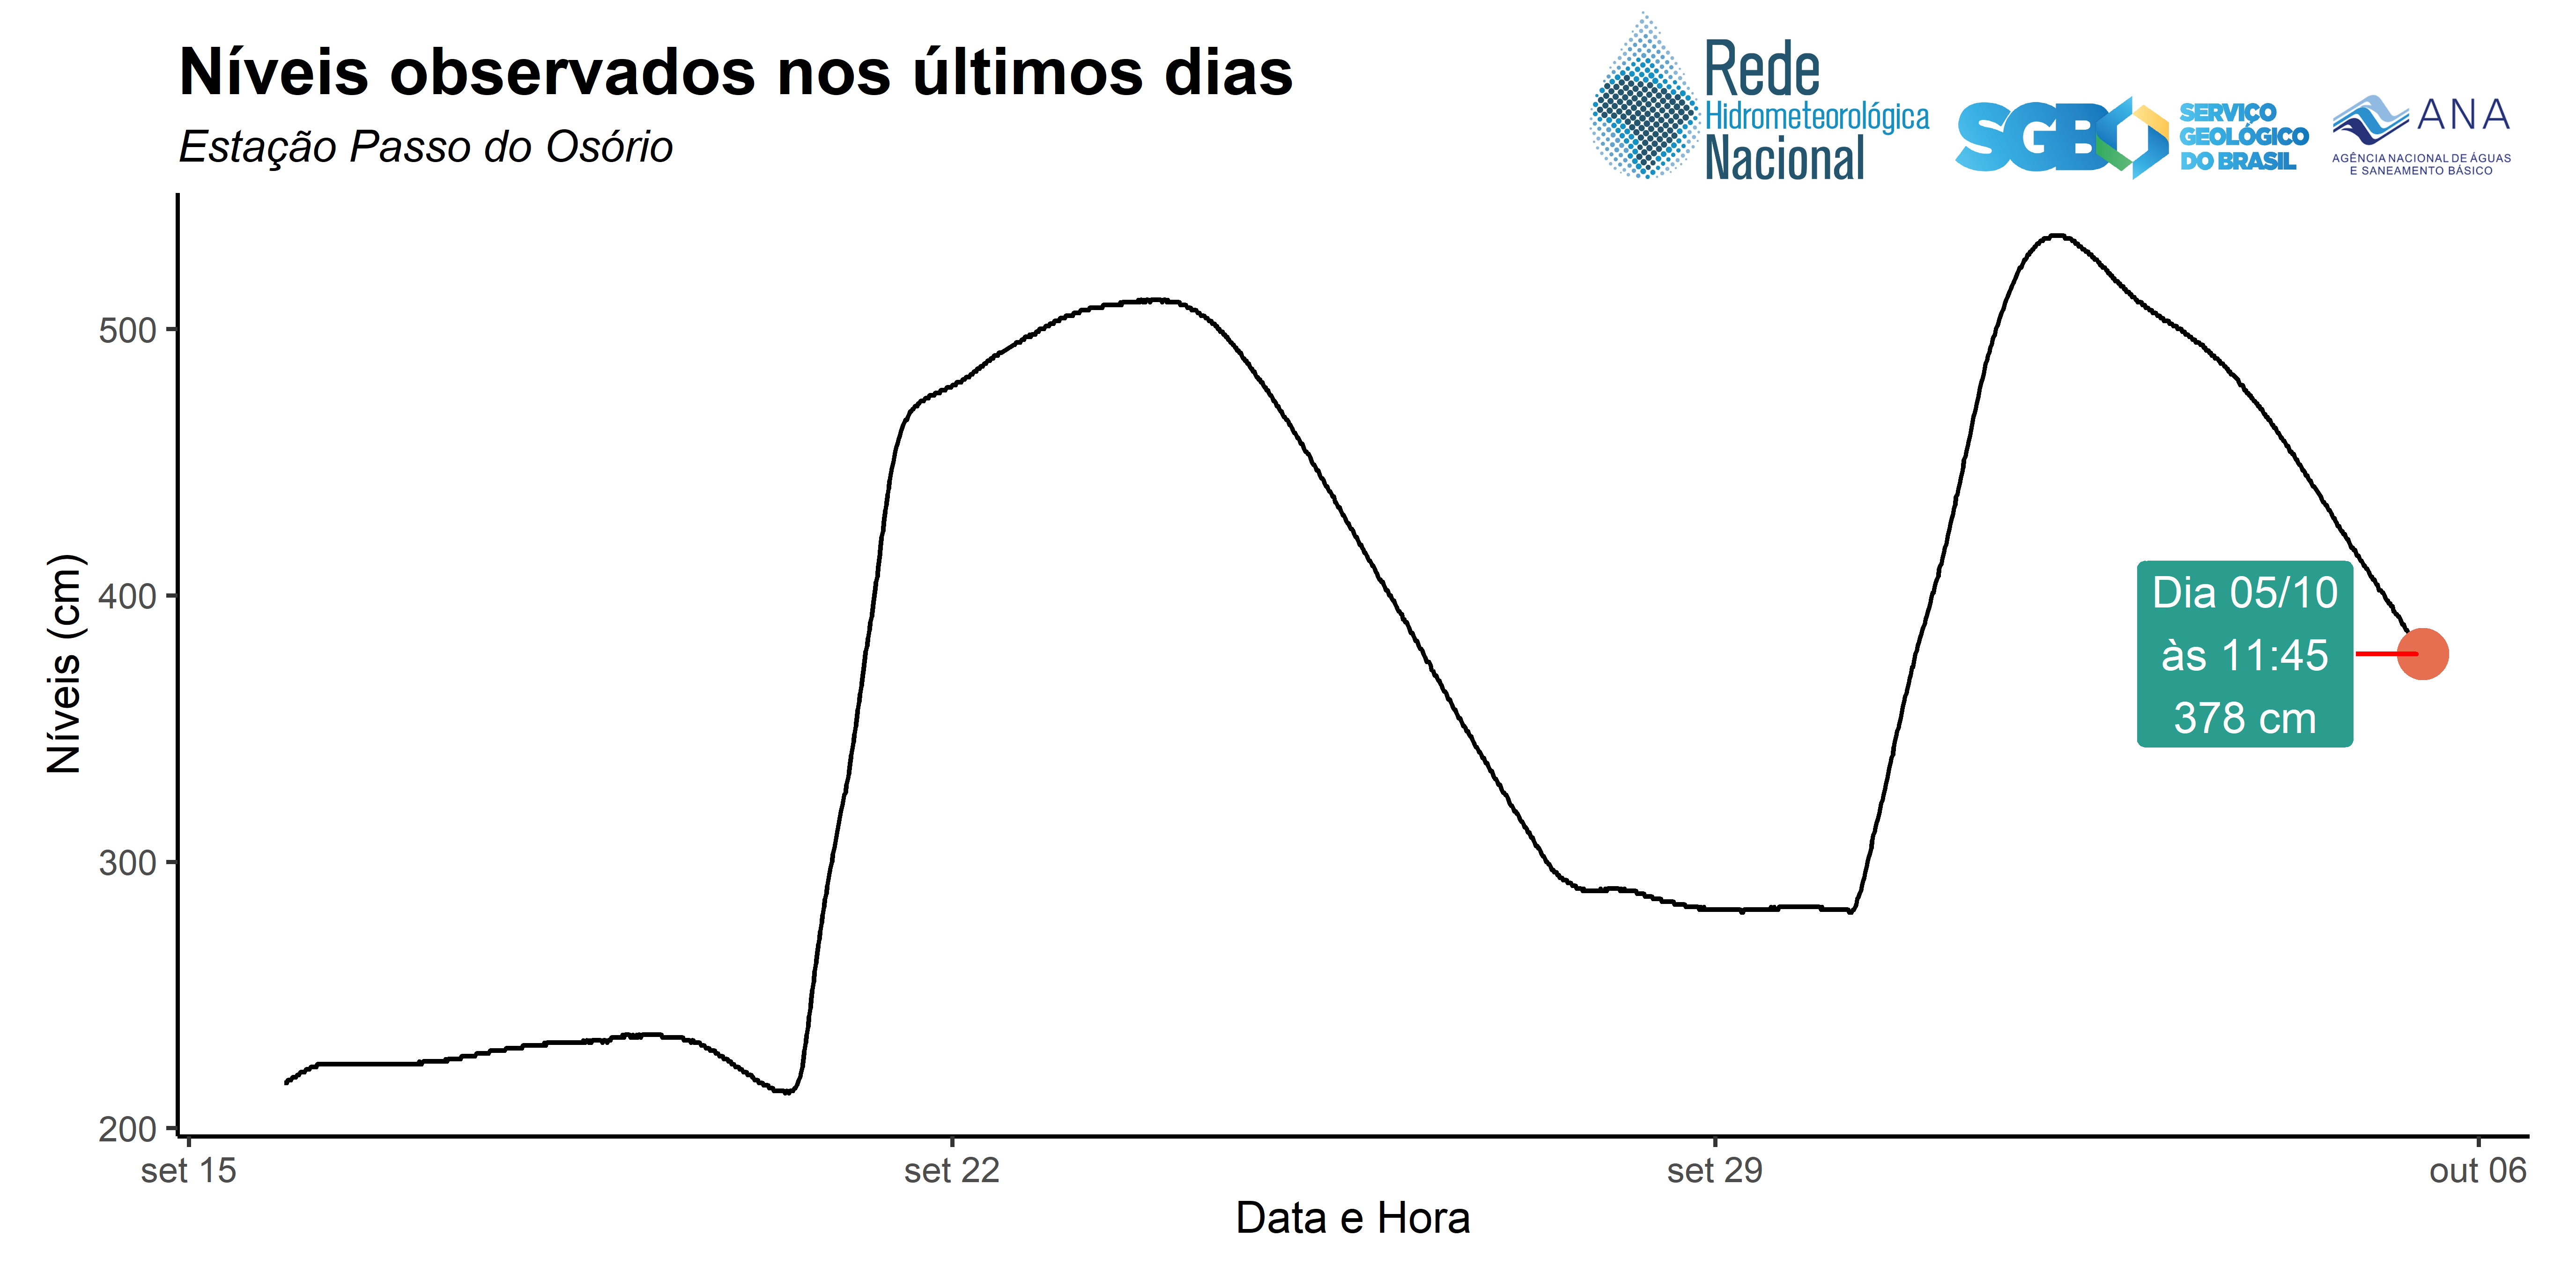 Níveis observados nos últimos dias
Estação Passo do Osório
Rede
Hidrometeorológica
Nacional
SGB
SERVIÇO
GEOLÓGICO
DO BRASIL
ANA
AGÊNCIA NACIONAL DE ÁGUAS
E SANEAMENTO BÁSICO
Níveis (cm)
500
400
300
200
Dia 05/10
às 11:45
378 cm
set 15
set 22
set 29
out 06
Data e Hora